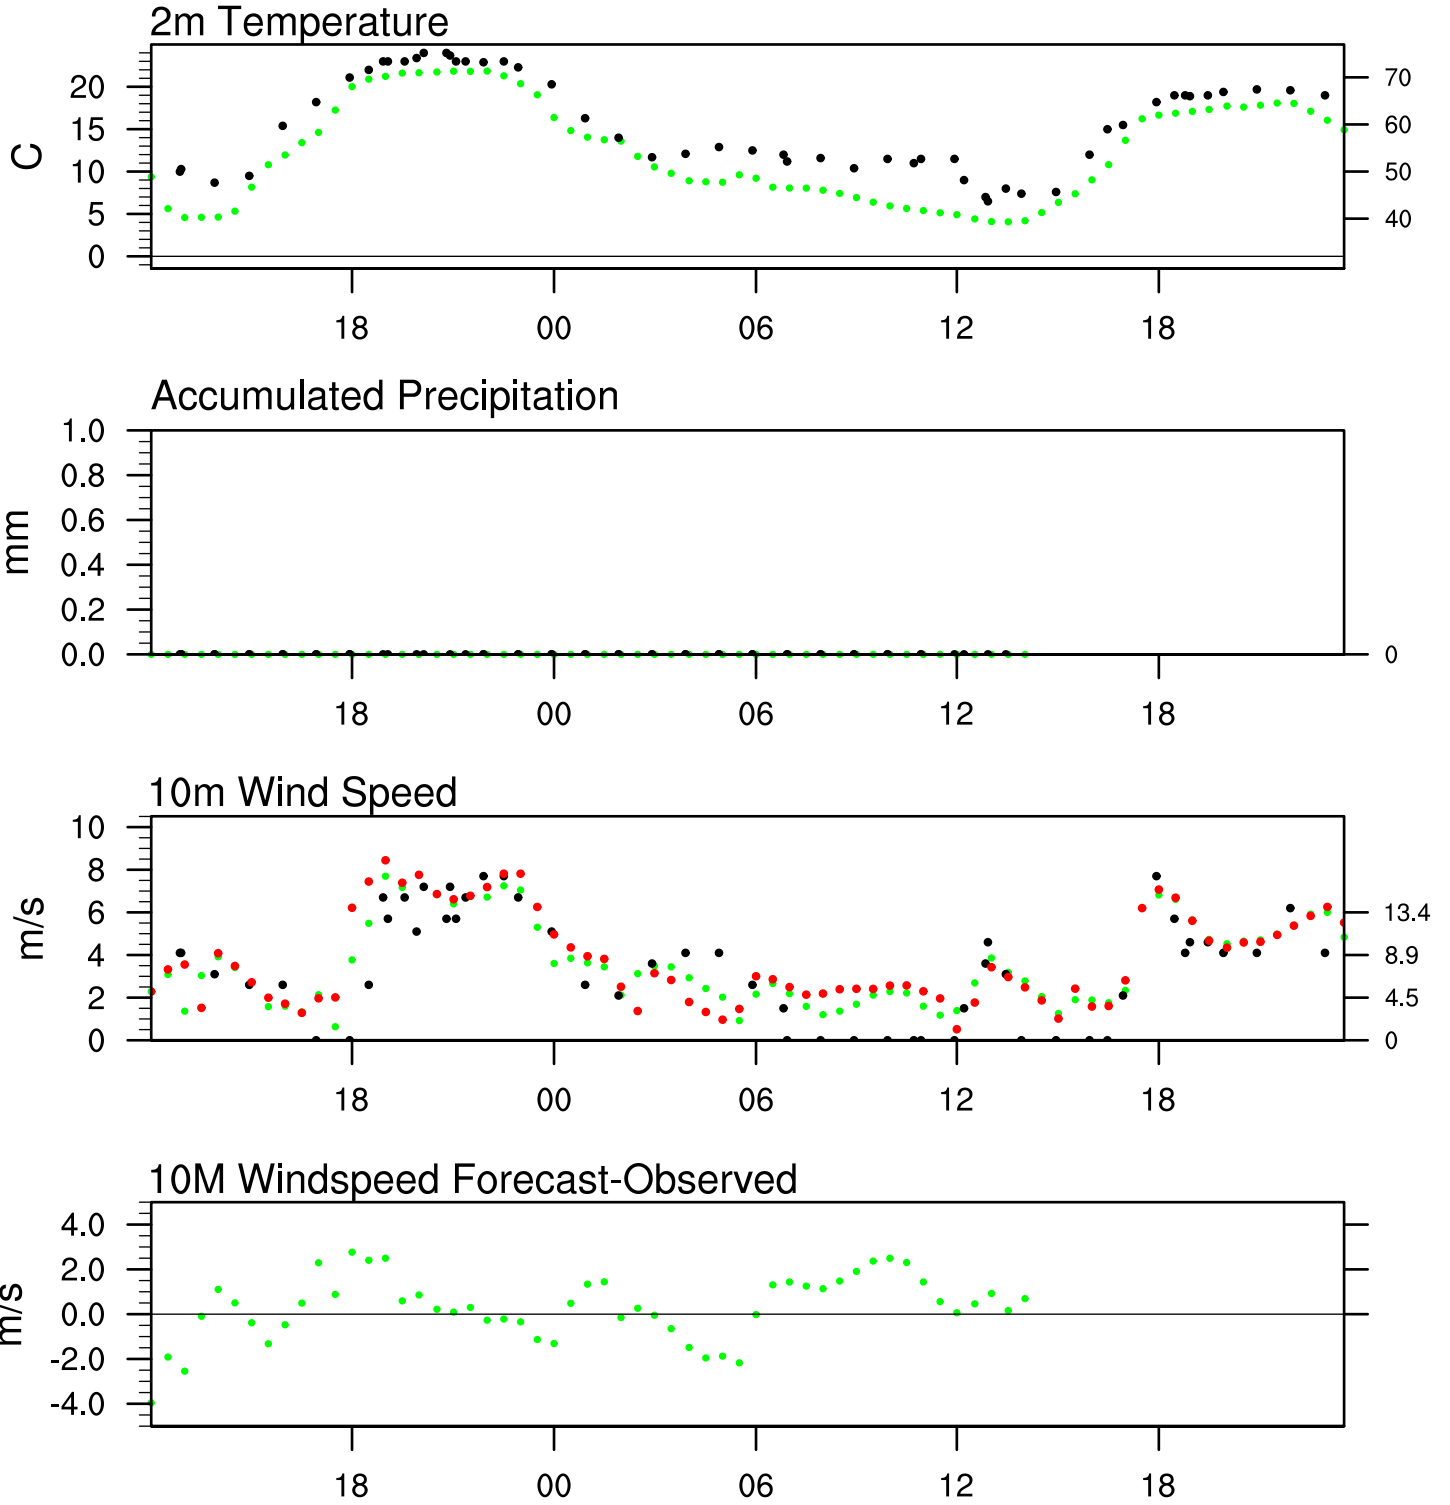 2m Temperature
C
20
15
10
5
0
70
60
50
40
18 00 06 12 18
Accumulated Precipitation
mm
1.0
0.8
0.6
0.4
0.2
0.0
0
18 00 06 12 18
10m Wind Speed
m/s
10
8
6
4
2
0
13.4
8.9
4.5
0
18 00 06 12 18
10M Windspeed Forecast-Observed
m/s
4.0
2.0
0.0
-2.0
-4.0
18 00 06 12 18